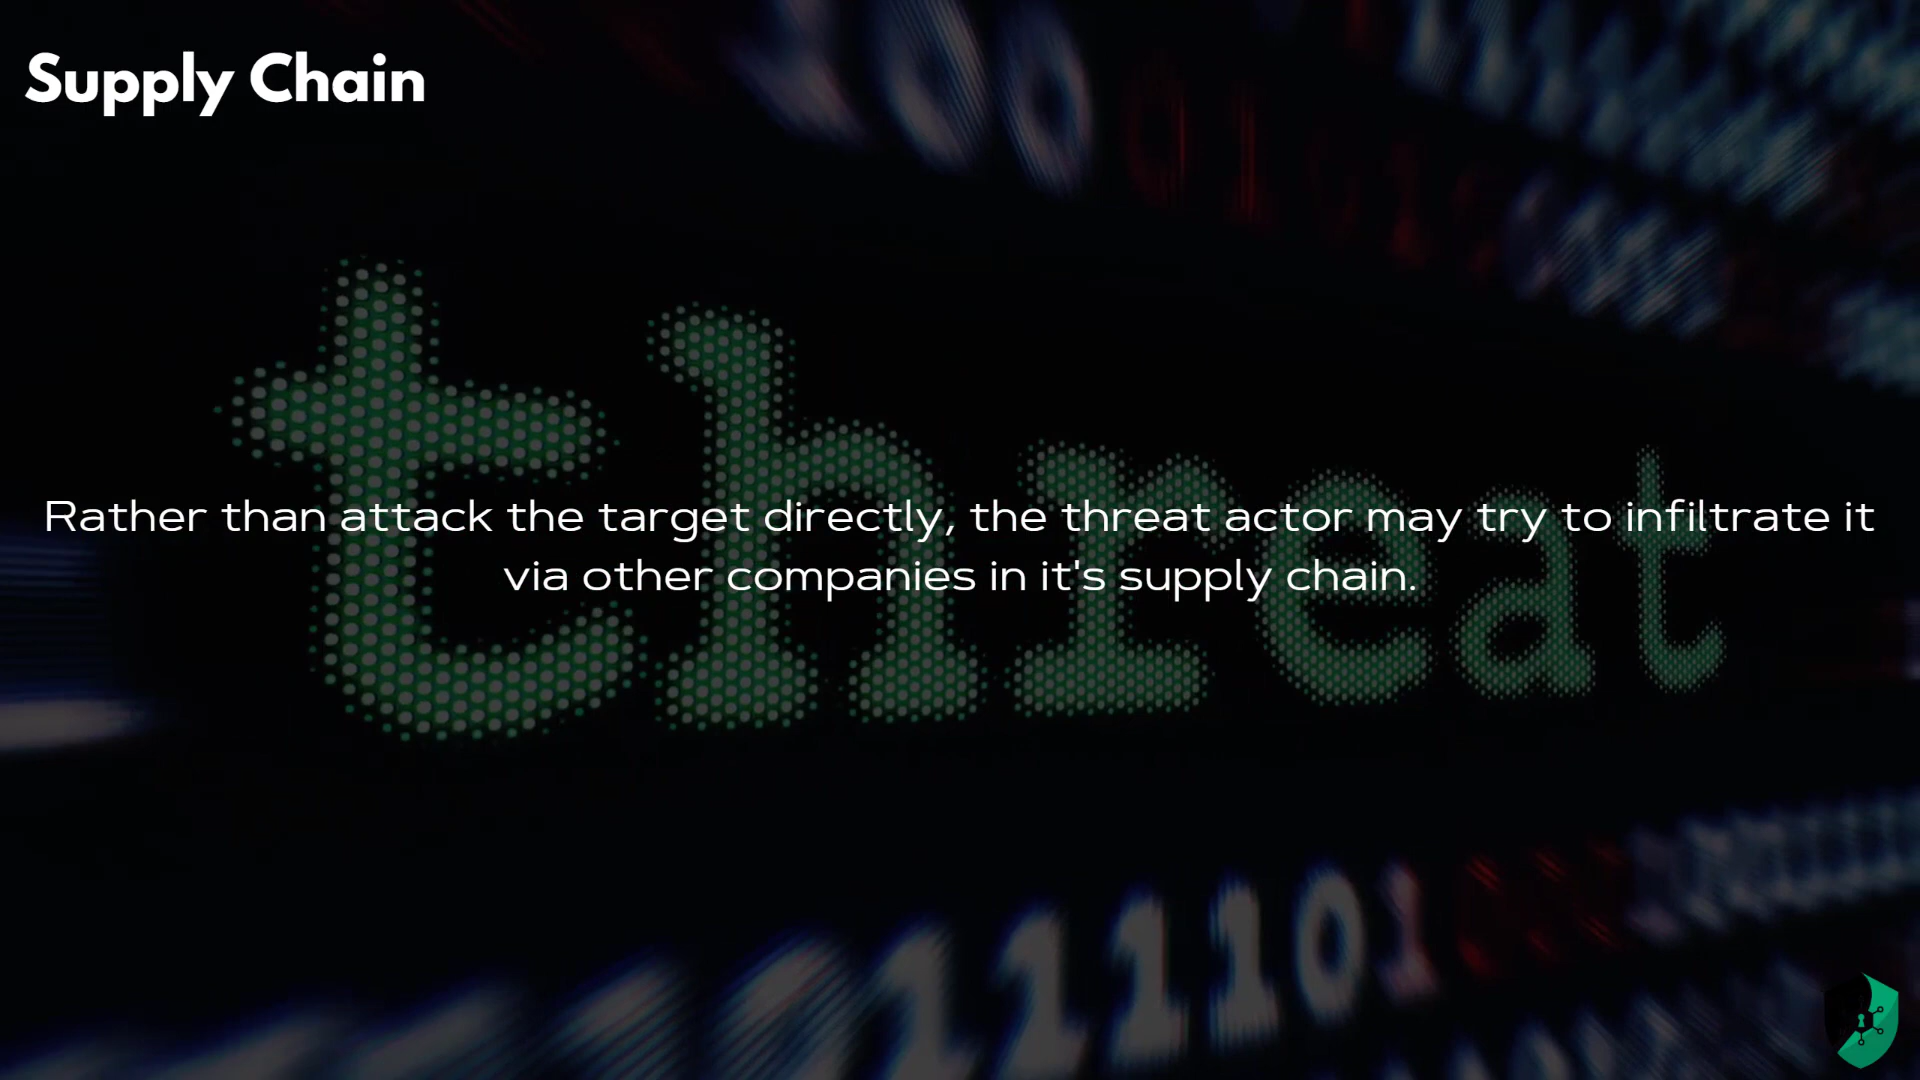 Supply Chain
threat
Rather than attack the target directly, the threat actor may try to infiltrate it
via other companies in it's supply chain.
11110